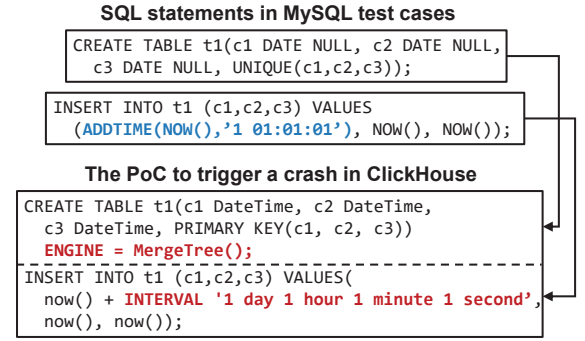 SQL statements in MySQL test cases
CREATE TABLE t1(c1 DATE NULL, c2 DATE NULL,
c3 DATE NULL, UNIQUE(c1,c2,c3));
INSERT INTO t1 (c1,c2,c3) VALUES
(ADDTIME(NOW(),’1 01:01:01’), NOW(), NOW());
The PoC to trigger a crash in ClickHouse
CREATE TABLE t1(c1 DateTime, c2 DateTime,
c3 DateTime, PRIMARY KEY(c1, c2, c3))
ENGINE = MergeTree();
INSERT INTO t1 (c1,c2,c3) VALUES(
now() + INTERVAL '1 day 1 hour 1 minute 1 second’,
now(), now());